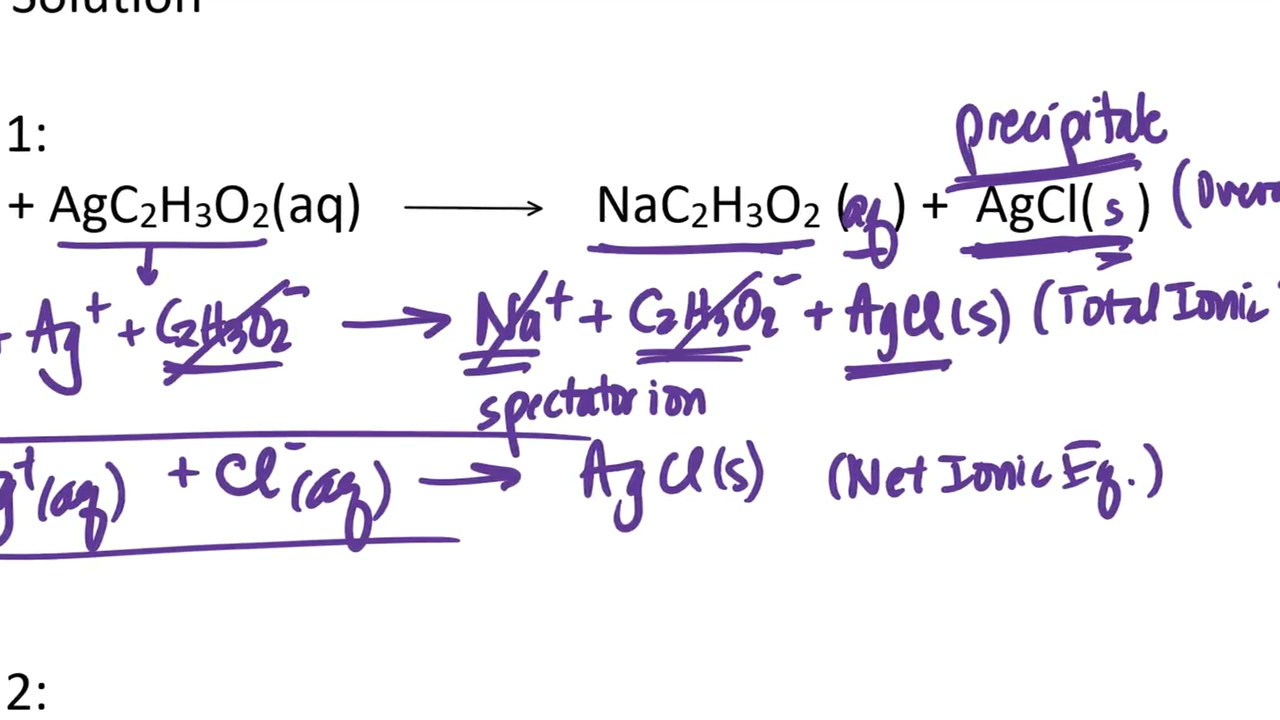 Solution
1:
precipitate
+ AgC₂H₃O₂(aq) ⟶ NaC₂H₃O₂ (aq) + AgCl(s) (Overa
+ Ag⁺ + C₂H₃O₂⁻ → Na⁺ + C₂H₃O₂⁻ + AgCl(s) (Total Ionic
spectator ion
g⁺(aq) + Cl⁻(aq) → AgCl(s) (Net Ionic Eq.)
2: